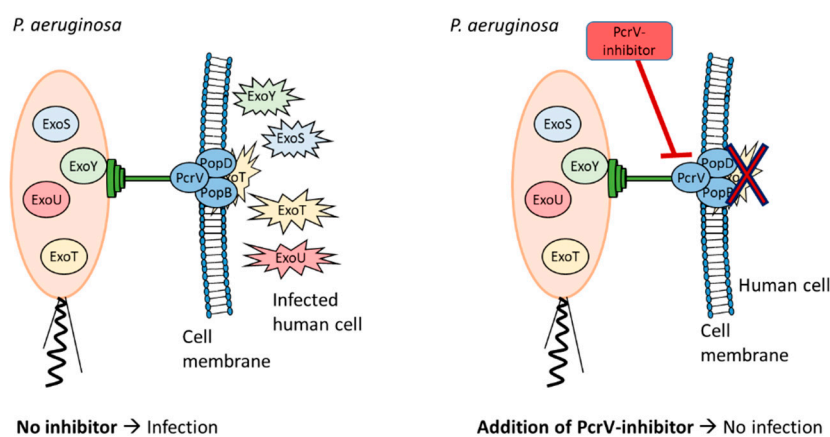 P. aeruginosa
ExoS
ExoY
ExoU
ExoT
PcrV
PopD
PopB
oT
ExoY
ExoS
ExoT
ExoU
Infected
human cell
Cell
membrane
No inhibitor → Infection
P. aeruginosa
PcrV-
inhibitor
ExoS
ExoY
ExoU
ExoT
PcrV
PopD
Human cell
Cell
membrane
Addition of PcrV-inhibitor → No infection